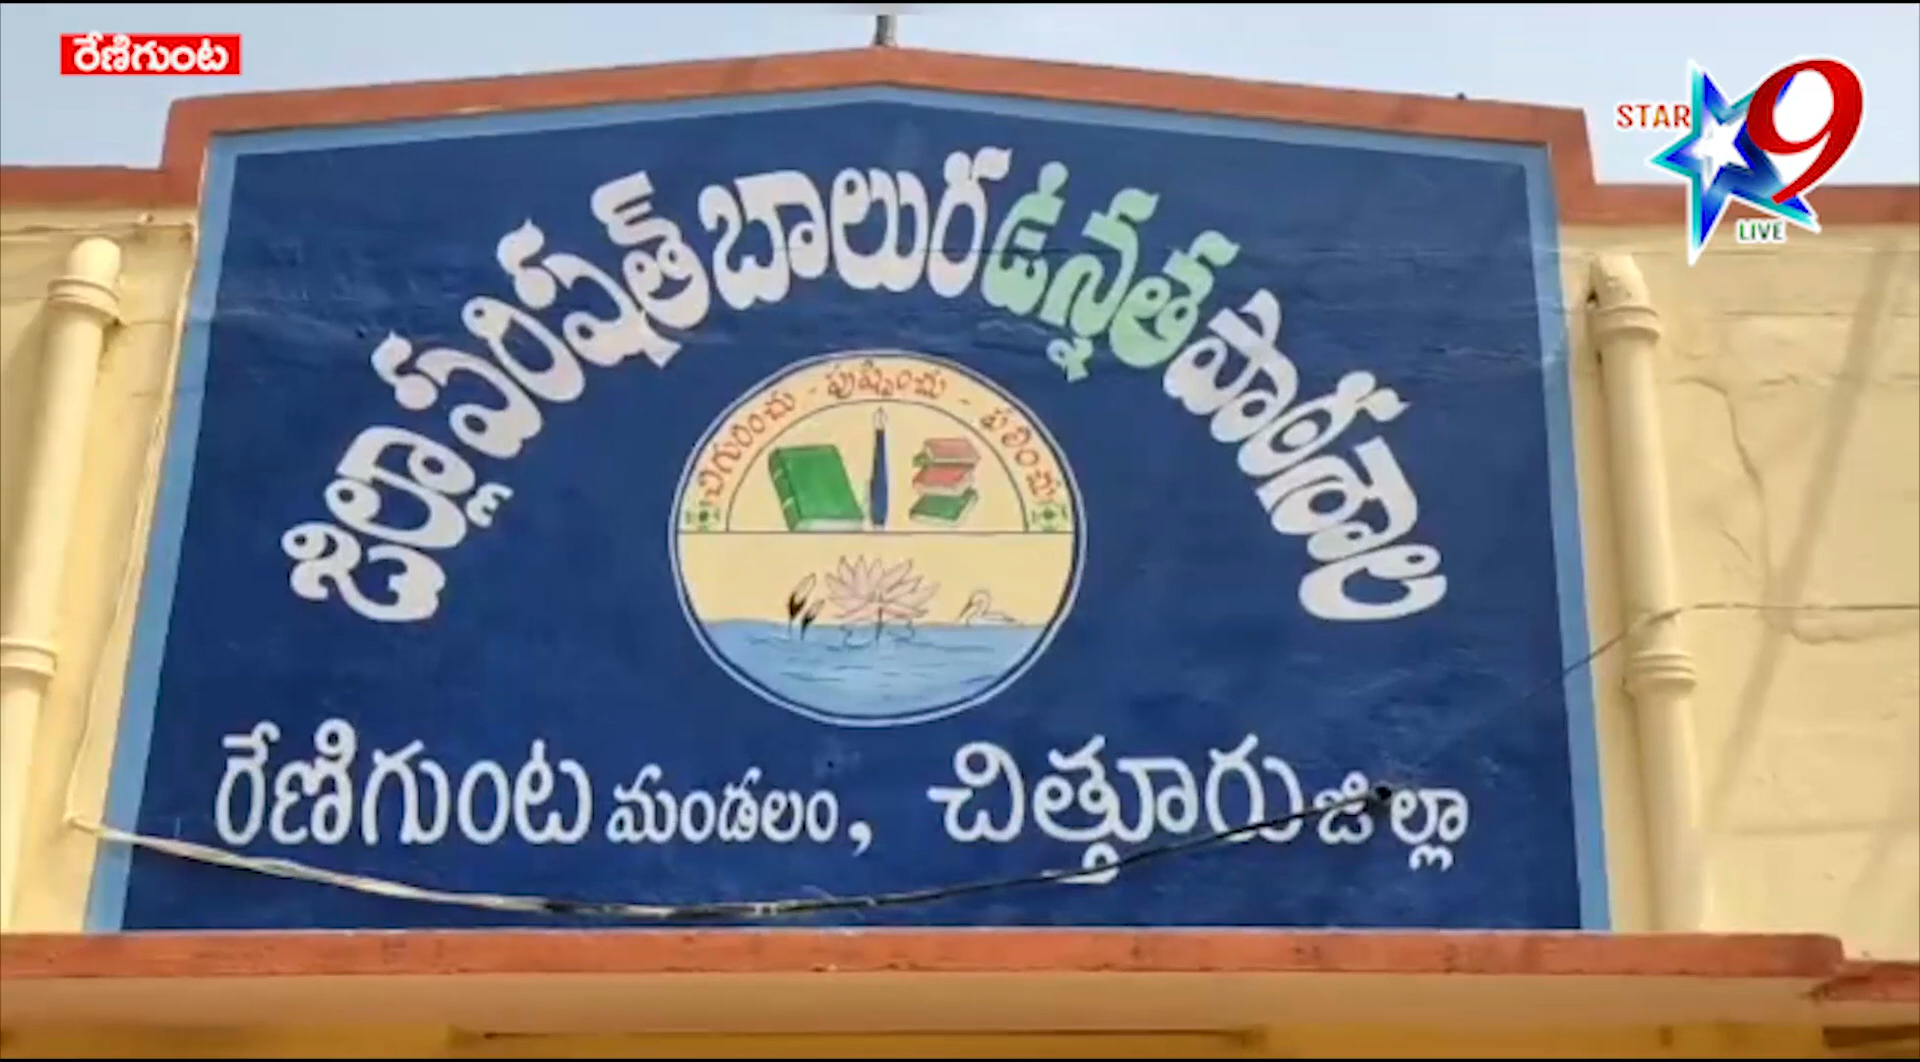 రేణిగుంట
STAR 9
LIVE
జిల్లా పరిషత్ బాలుర ఉన్నత పాఠశాల
చిగురించు - పుష్పించు - ఫలించు
రేణిగుంట మండలం, చిత్తూరు జిల్లా